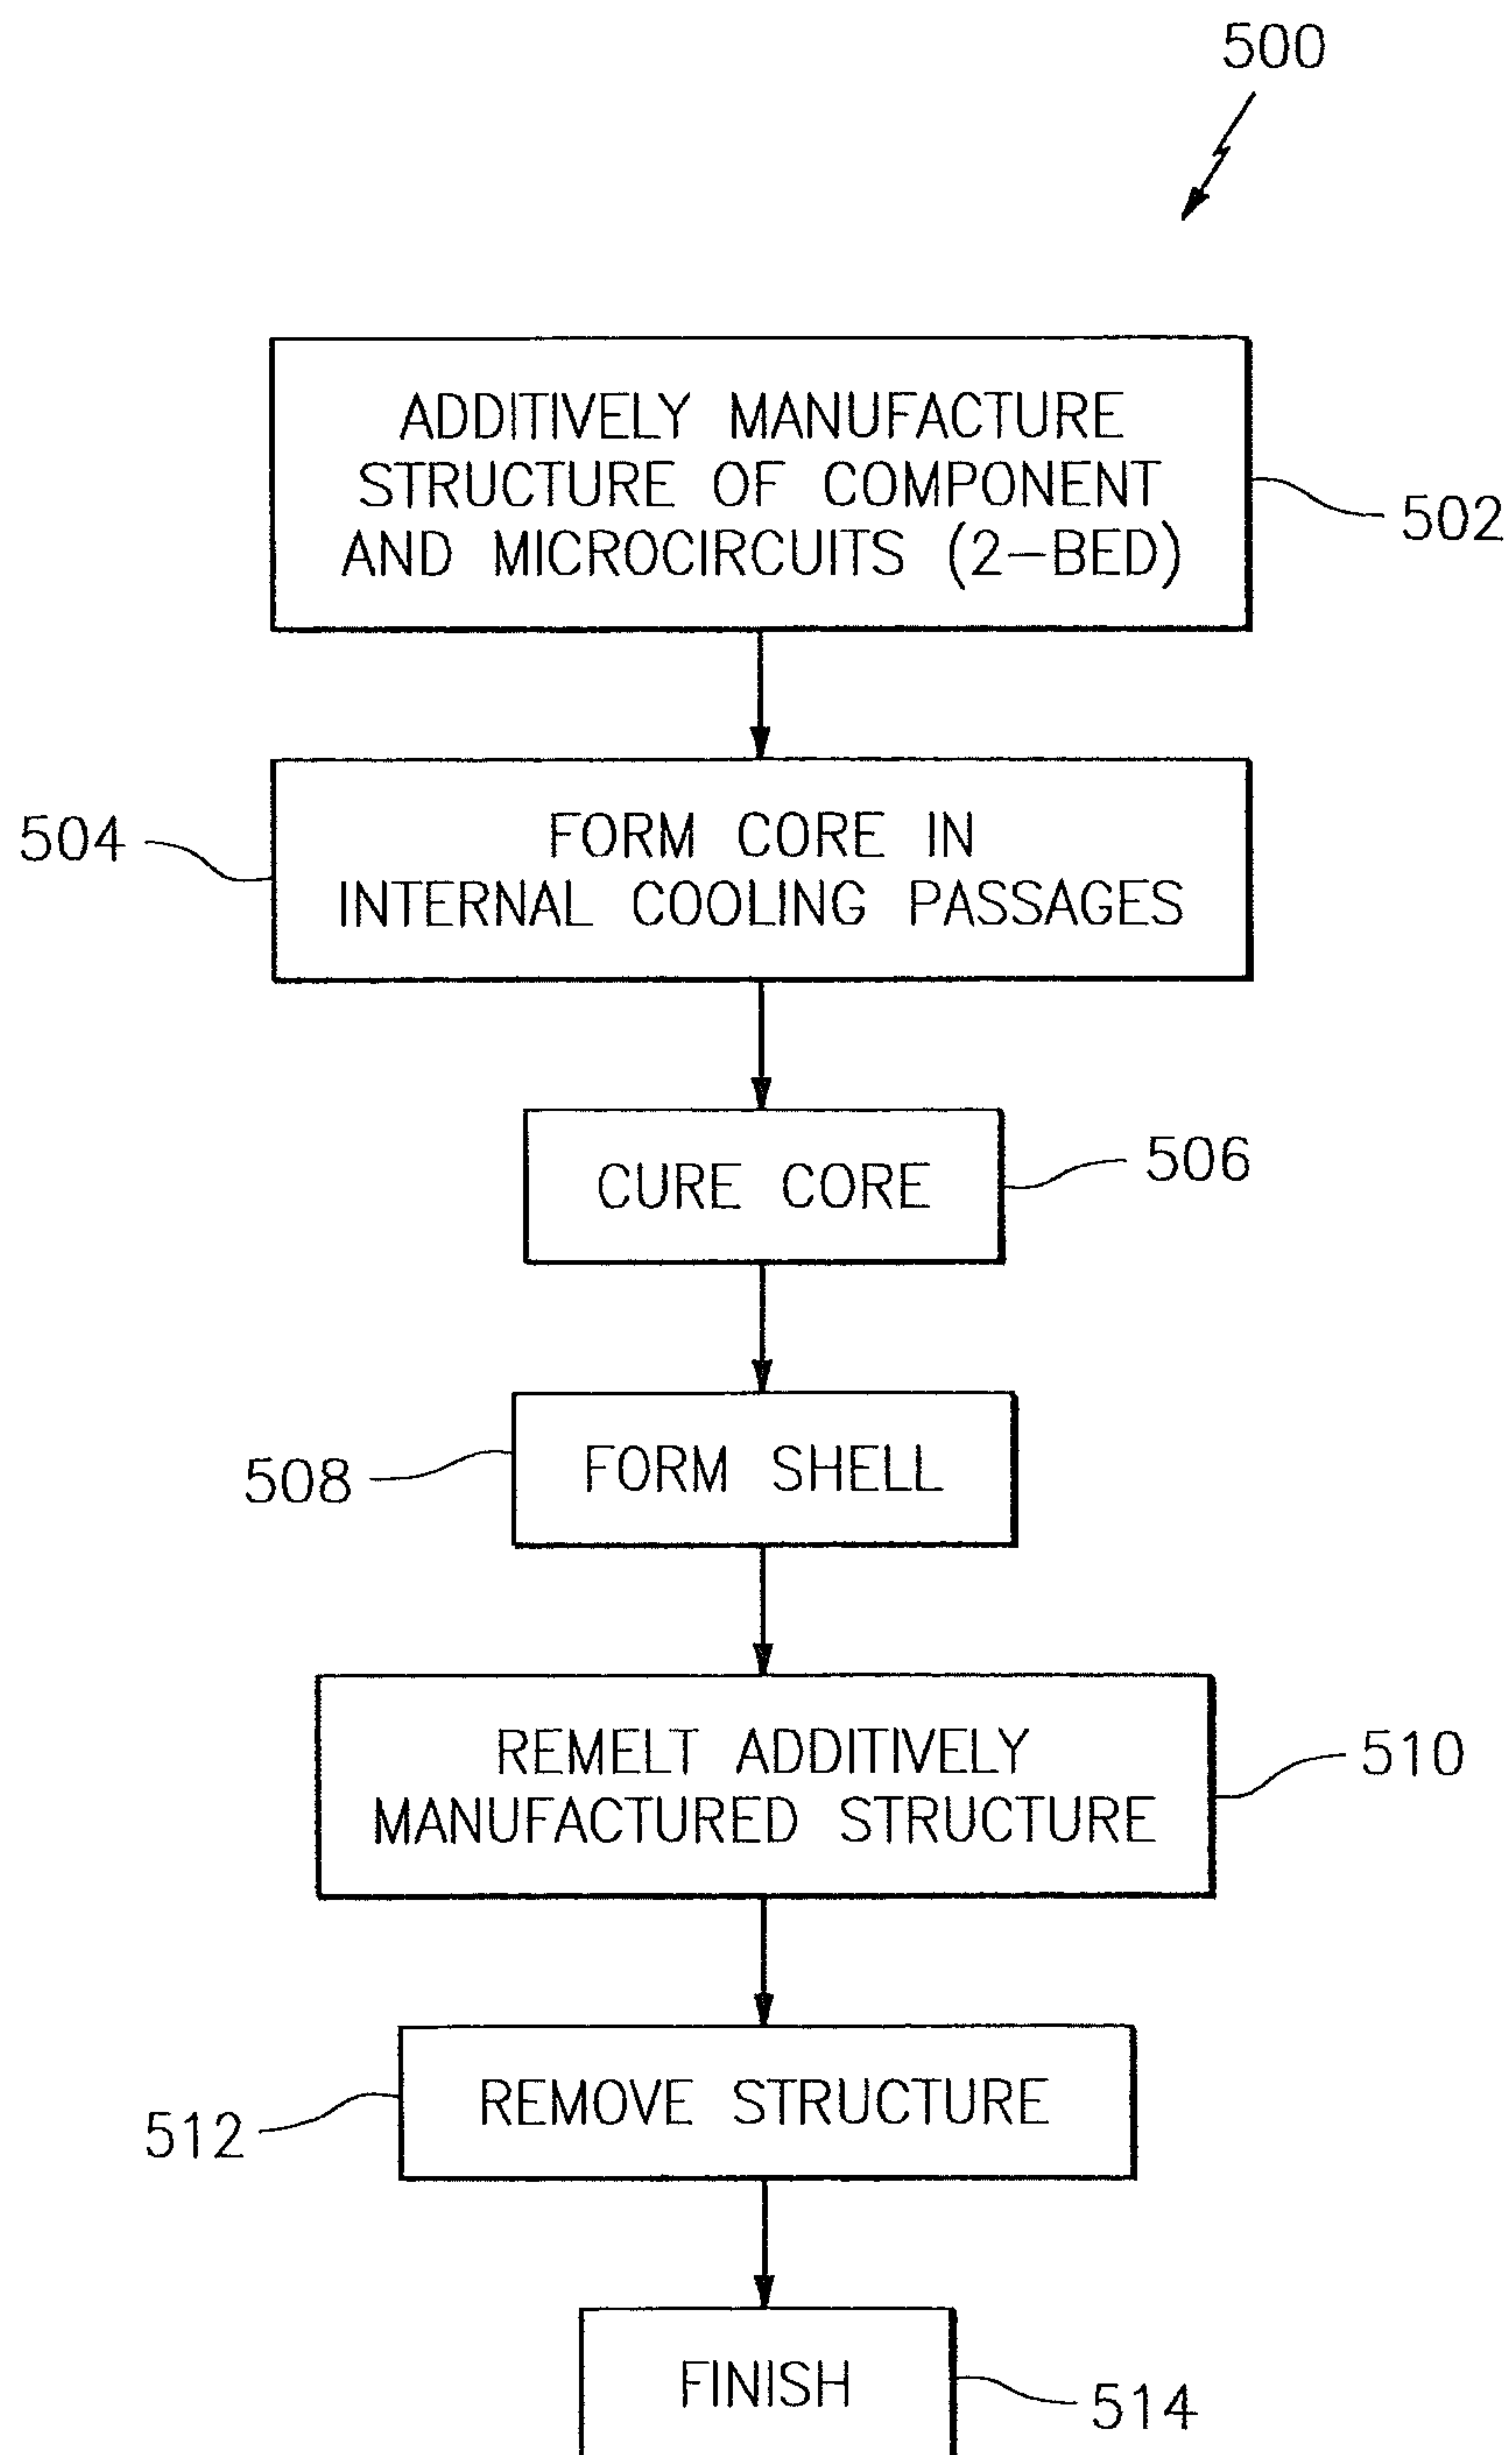 500
ADDITIVELY MANUFACTURE
STRUCTURE OF COMPONENT
AND MICROCIRCUITS (2-BED)
502
FORM CORE IN
INTERNAL COOLING PASSAGES
504
CURE CORE
506
FORM SHELL
508
REMELT ADDITIVELY
MANUFACTURED STRUCTURE
510
REMOVE STRUCTURE
512
FINISH
514